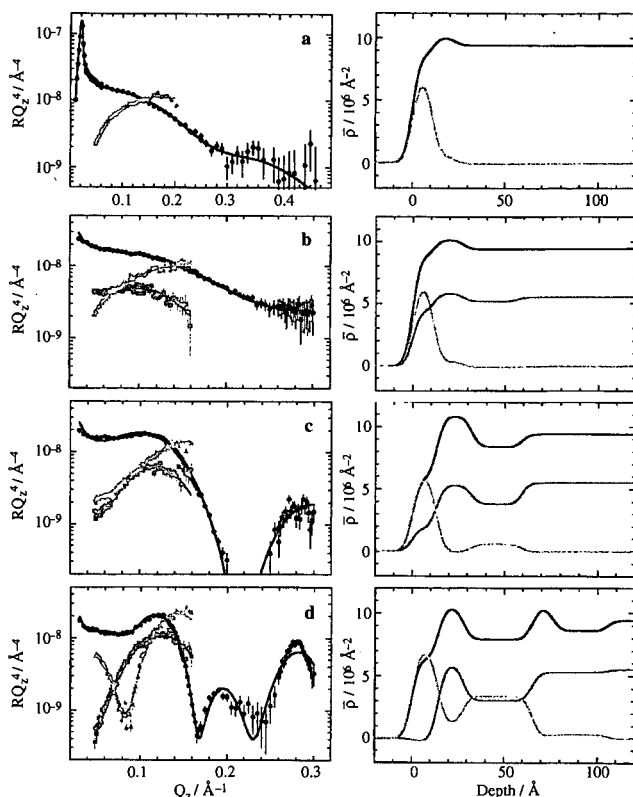 a
10⁻⁷
10⁻⁸
10⁻⁹
RQz⁴ / Å⁻⁴
0.1 0.2 0.3 0.4
10
5
0
ρ̄ / 10⁶ Å⁻²
0 50 100
b
10⁻⁸
10⁻⁹
RQz⁴ / Å⁻⁴
10
5
0
ρ̄ / 10⁶ Å⁻²
c
10⁻⁸
10⁻⁹
RQz⁴ / Å⁻⁴
10
5
0
ρ̄ / 10⁶ Å⁻²
d
10⁻⁸
10⁻⁹
RQz⁴ / Å⁻⁴
0.1 0.2 0.3
Qz / Å⁻¹
10
5
0
ρ̄ / 10⁶ Å⁻²
0 50 100
Depth / Å